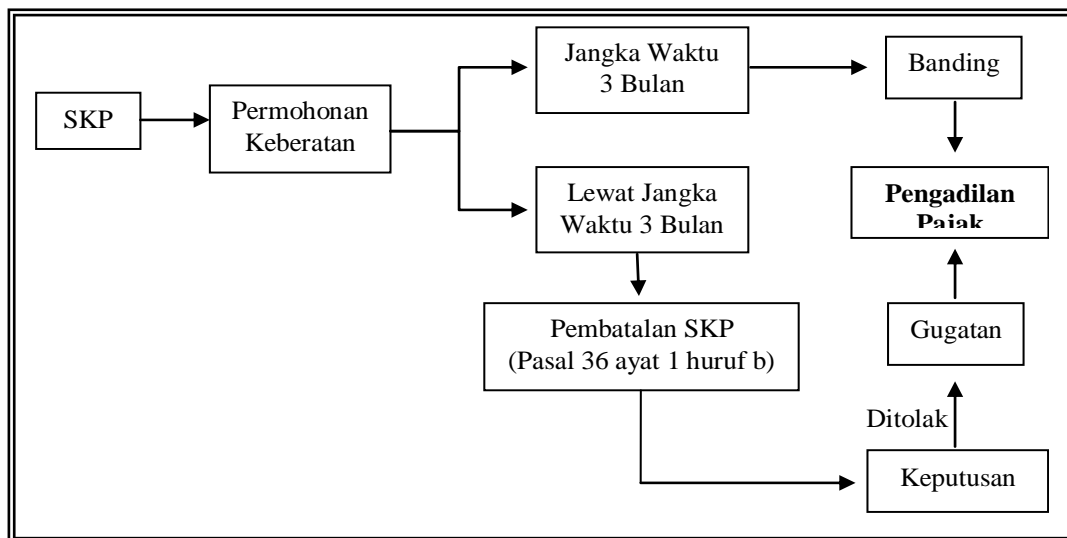 SKP
Permohonan
Keberatan
Jangka Waktu
3 Bulan
Banding
Lewat Jangka
Waktu 3 Bulan
Pengadilan
Pajak
Pembatalan SKP
(Pasal 36 ayat 1 huruf b)
Gugatan
Ditolak
Keputusan